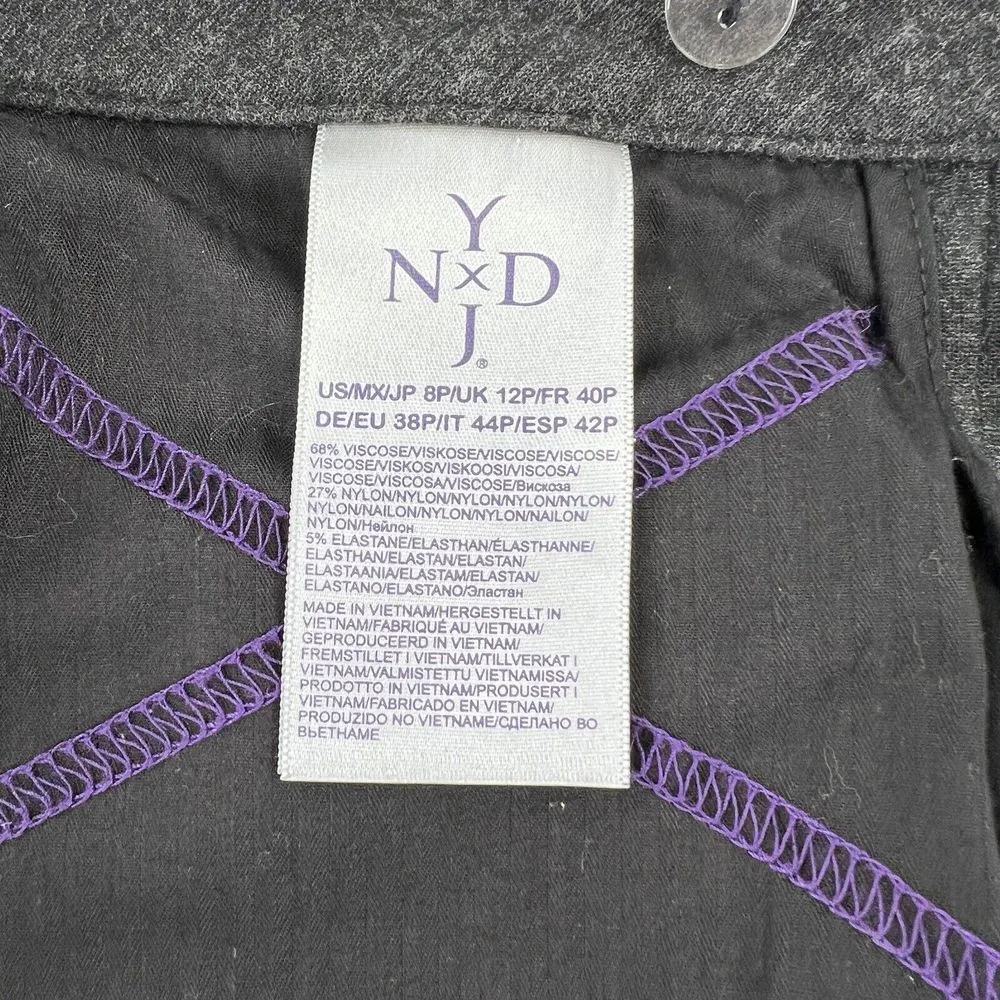 Y
N×D
J®
US/MX/JP 8P/UK 12P/FR 40P
DE/EU 38P/IT 44P/ESP 42P
68% VISCOSE/VISKOSE/VISCOSE/VISCOSE/
VISCOSE/VISKOS/VISKOOSI/VISCOSA/
VISCOSE/VISCOSA/VISCOSE/Вискоза
27% NYLON/NYLON/NYLON/NYLON/NYLON/
NYLON/NAILON/NYLON/NYLON/NAILON/
NYLON/Нейлон
5% ELASTANE/ELASTHAN/ÉLASTHANNE/
ELASTHAN/ELASTAN/ELASTAN/
ELASTAANIA/ELASTAM/ELASTAN/
ELASTANO/ELASTANO/Эластан
MADE IN VIETNAM/HERGESTELLT IN
VIETNAM/FABRIQUÉ AU VIETNAM/
GEPRODUCEERD IN VIETNAM/
FREMSTILLET I VIETNAM/TILLVERKAT I
VIETNAM/VALMISTETTU VIETNAMISSA/
PRODOTTO IN VIETNAM/PRODUSERT I
VIETNAM/FABRICADO EN VIETNAM/
PRODUZIDO NO VIETNAME/СДЕЛАНО ВО
ВЬЕТНАМЕ